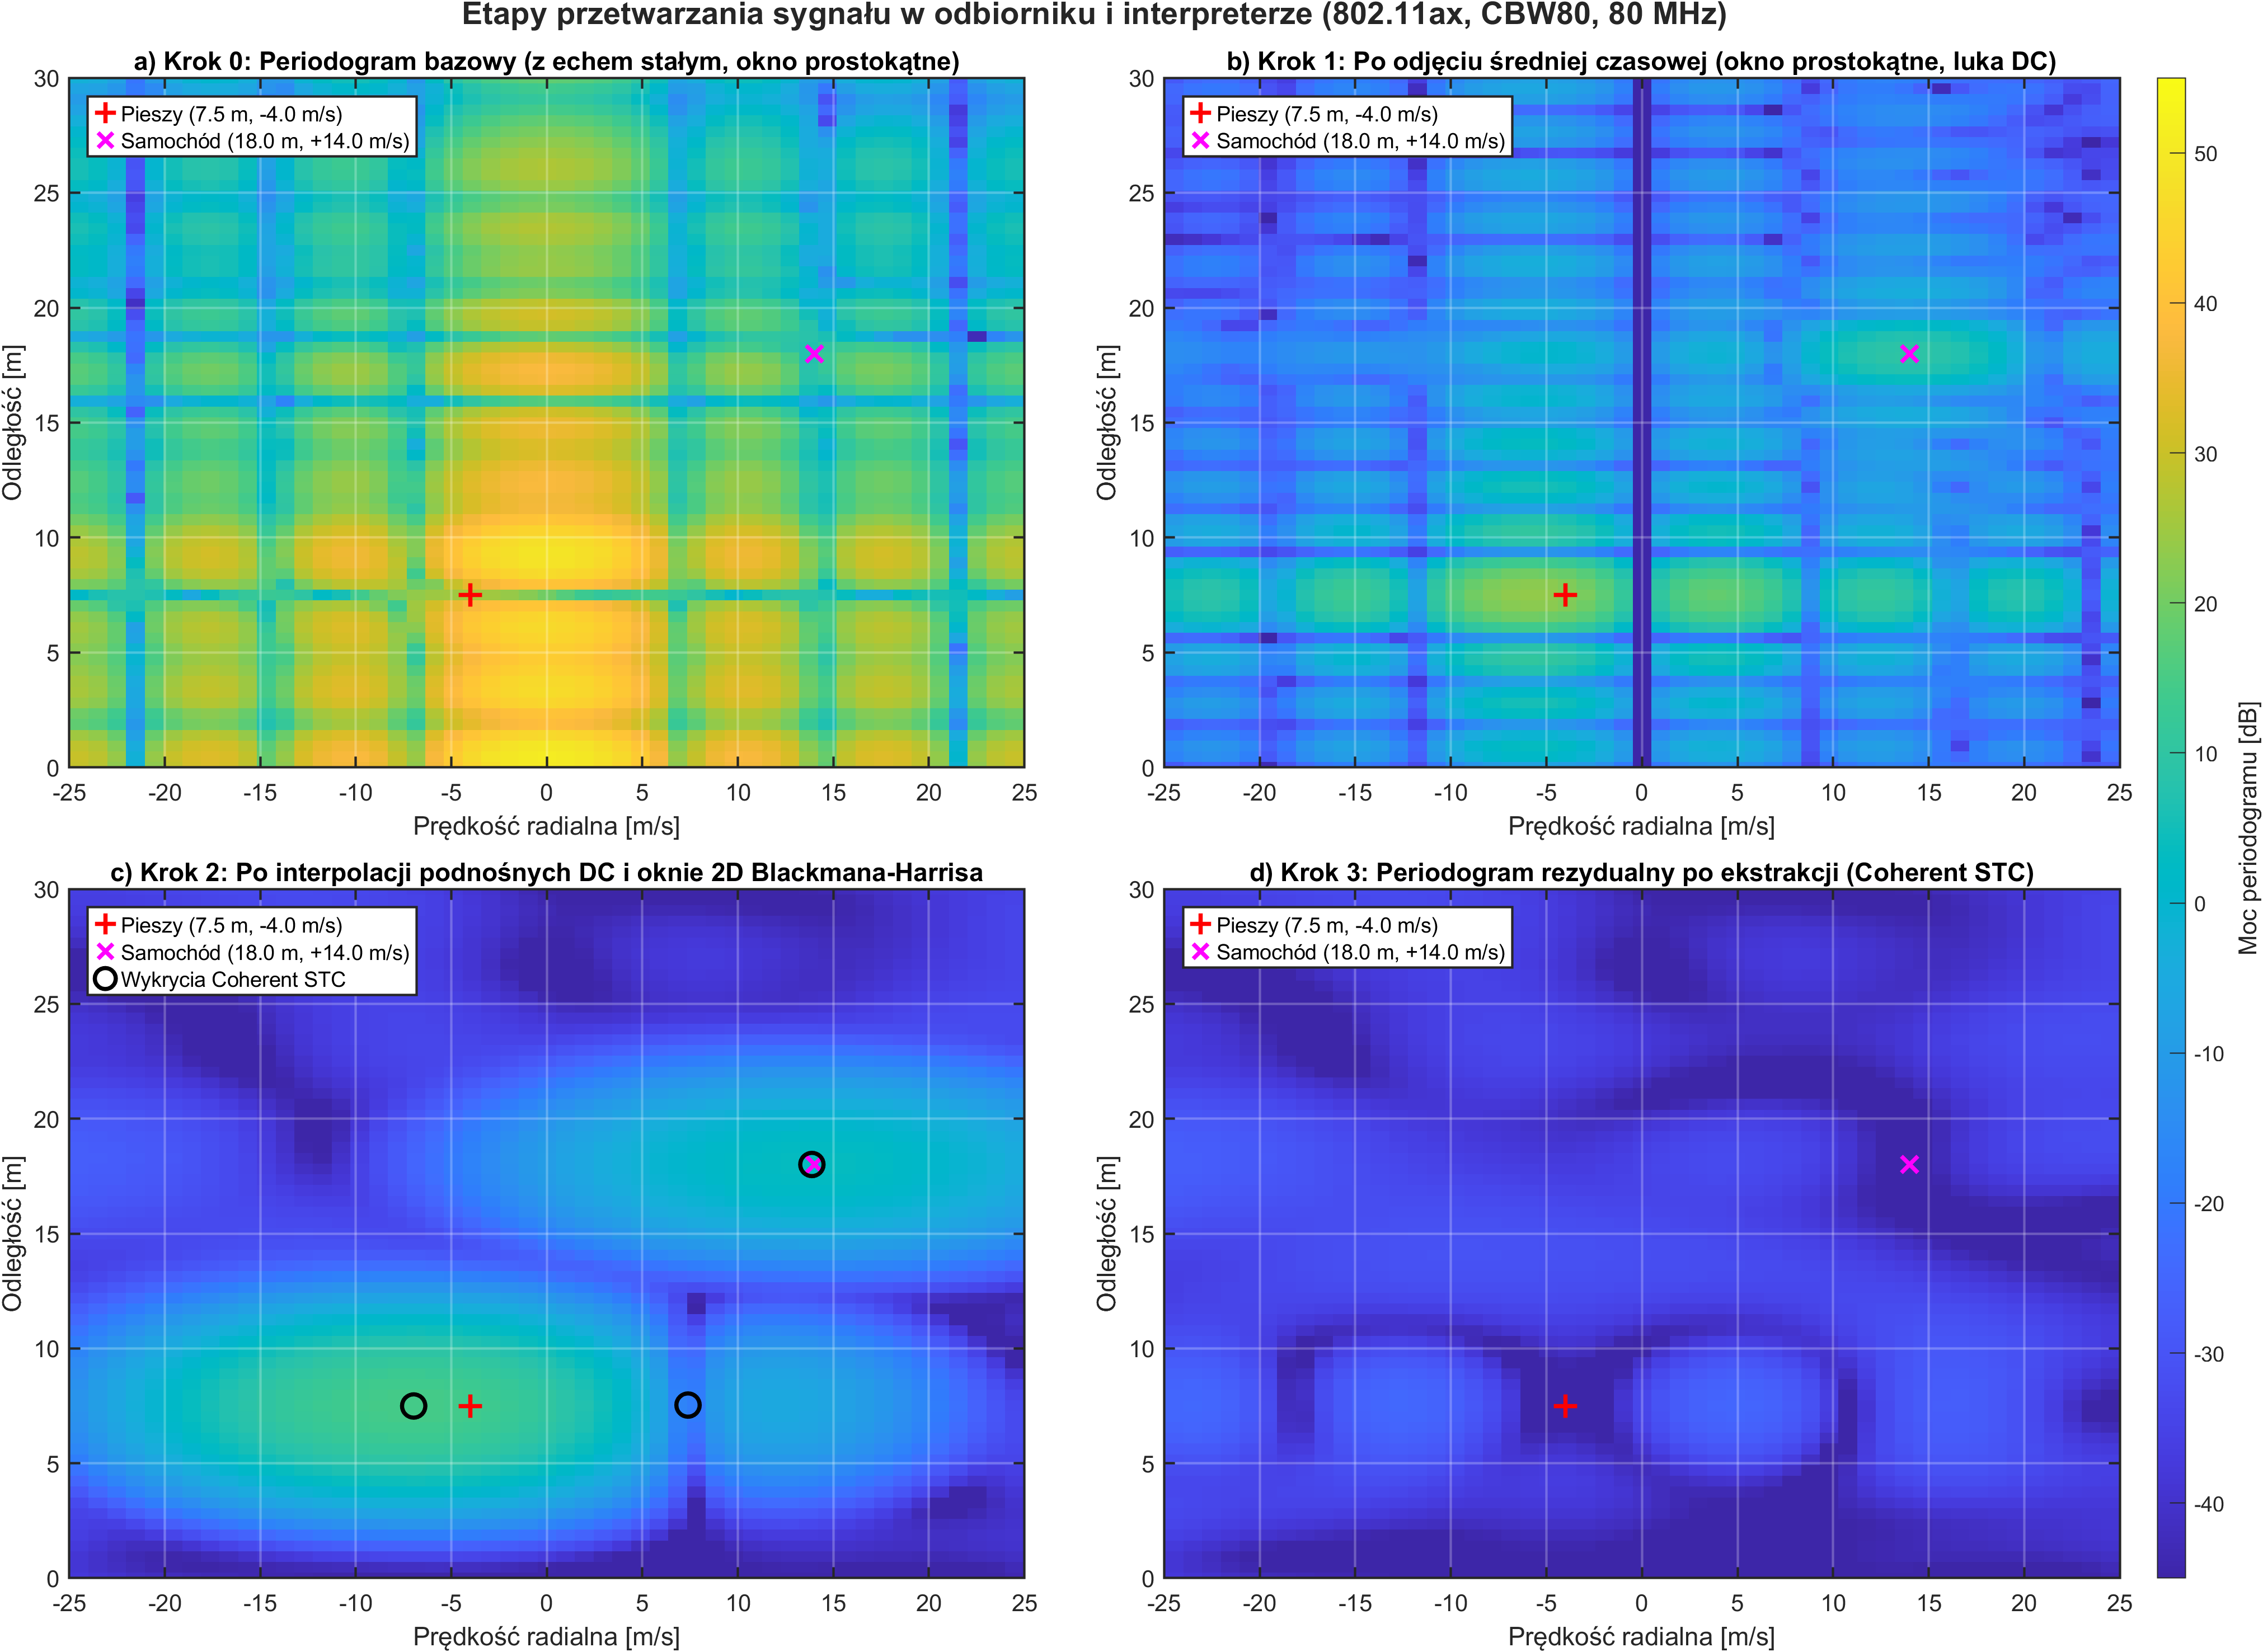 Etapy przetwarzania sygnału w odbiorniku i interpreterze (802.11ax, CBW80, 80 MHz)
a) Krok 0: Periodogram bazowy (z echem stałym, okno prostokątne)
30
25
20
15
10
5
0
Odległość [m]
Pieszy (7.5 m, -4.0 m/s)
Samochód (18.0 m, +14.0 m/s)
-25 -20 -15 -10 -5 0 5 10 15 20 25
Prędkość radialna [m/s]
b) Krok 1: Po odjęciu średniej czasowej (okno prostokątne, luka DC)
30
25
20
15
10
5
0
Odległość [m]
Pieszy (7.5 m, -4.0 m/s)
Samochód (18.0 m, +14.0 m/s)
-25 -20 -15 -10 -5 0 5 10 15 20 25
Prędkość radialna [m/s]
c) Krok 2: Po interpolacji podnośnych DC i oknie 2D Blackmana-Harrisa
30
25
20
15
10
5
0
Odległość [m]
Pieszy (7.5 m, -4.0 m/s)
Samochód (18.0 m, +14.0 m/s)
Wykrycia Coherent STC
-25 -20 -15 -10 -5 0 5 10 15 20 25
Prędkość radialna [m/s]
d) Krok 3: Periodogram rezydualny po ekstrakcji (Coherent STC)
30
25
20
15
10
5
0
Odległość [m]
Pieszy (7.5 m, -4.0 m/s)
Samochód (18.0 m, +14.0 m/s)
-25 -20 -15 -10 -5 0 5 10 15 20 25
Prędkość radialna [m/s]
50
40
30
20
10
0
-10
-20
-30
-40
Moc periodogramu [dB]